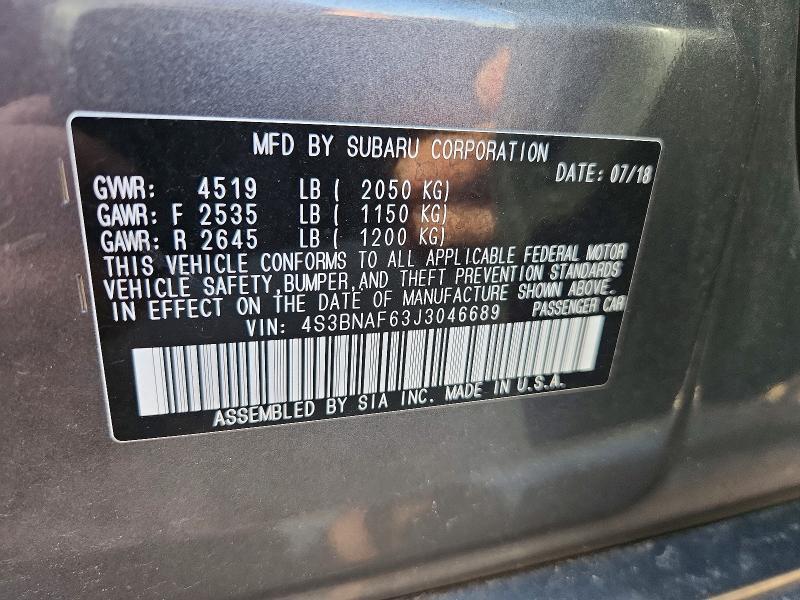 MFD BY SUBARU CORPORATION
DATE: 07/18
GVWR: 4519 LB ( 2050 KG)
GAWR: F 2535 LB ( 1150 KG)
GAWR: R 2645 LB ( 1200 KG)
THIS VEHICLE CONFORMS TO ALL APPLICABLE FEDERAL MOTOR
VEHICLE SAFETY, BUMPER, AND THEFT PREVENTION STANDARDS
IN EFFECT ON THE DATE OF MANUFACTURE SHOWN ABOVE.
VIN: 4S3BNAF63J3046689 PASSENGER CAR
ASSEMBLED BY SIA INC. MADE IN U.S.A.